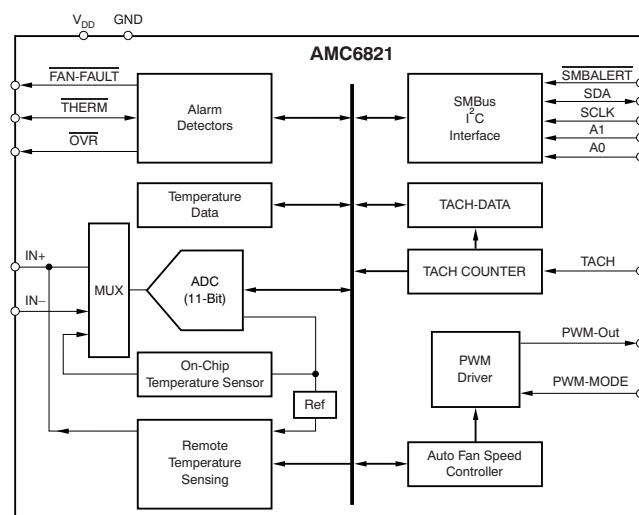 V_DD GND
AMC6821
FAN-FAULT
THERM
OVR
Alarm
Detectors
SMBus
I²C
Interface
SMBALERT
SDA
SCLK
A1
A0
Temperature
Data
TACH-DATA
IN+
IN–
MUX
ADC
(11-Bit)
TACH COUNTER
TACH
On-Chip
Temperature Sensor
Ref
PWM
Driver
PWM-Out
PWM-MODE
Remote
Temperature
Sensing
Auto Fan Speed
Controller